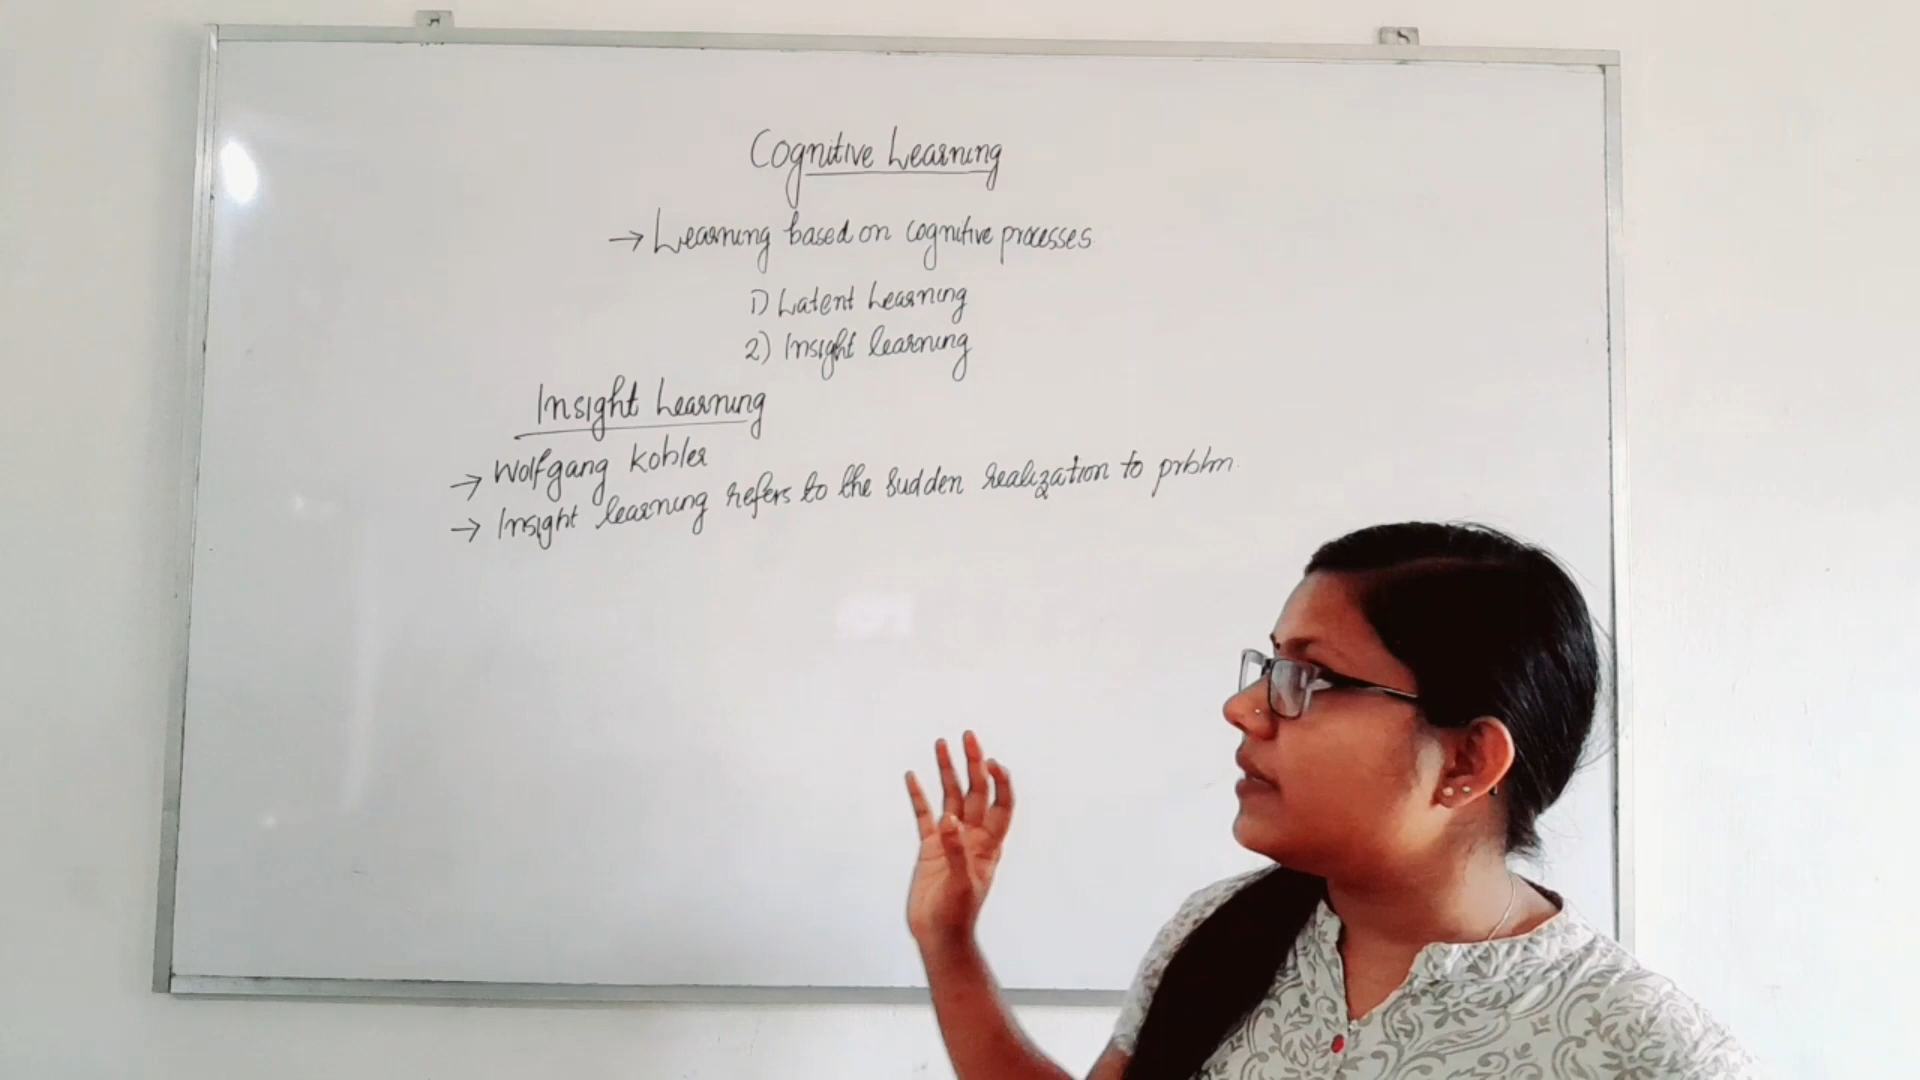 Cognitive Learning
→ Learning based on cognitive processes
1) Latent Learning
2) Insight learning
Insight Learning
→ Wolfgang Kohler
→ Insight learning refers to the sudden realization to prblm.